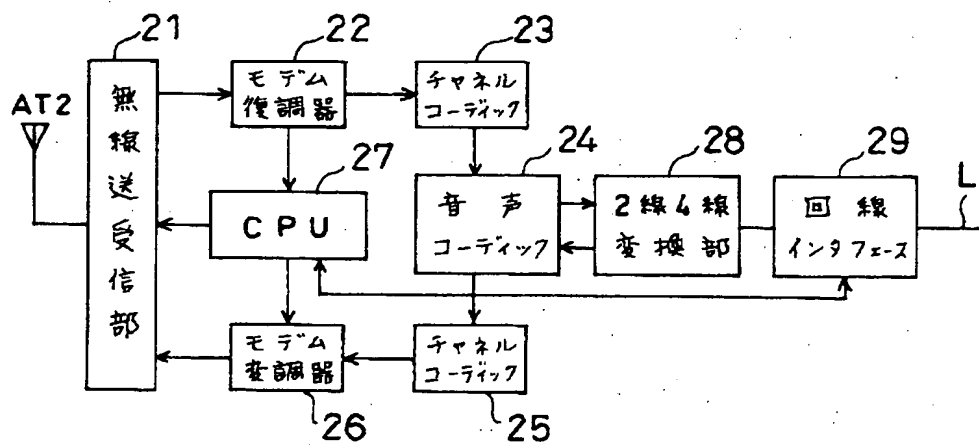 21
22
23
AT2
無線送受信部
モデム
復調器
チャネル
コーディック
24
28
29
L
27
CPU
音声
コーディック
2線4線
変換部
回線
インタフェース
モデム
変調器
チャネル
コーディック
26
25